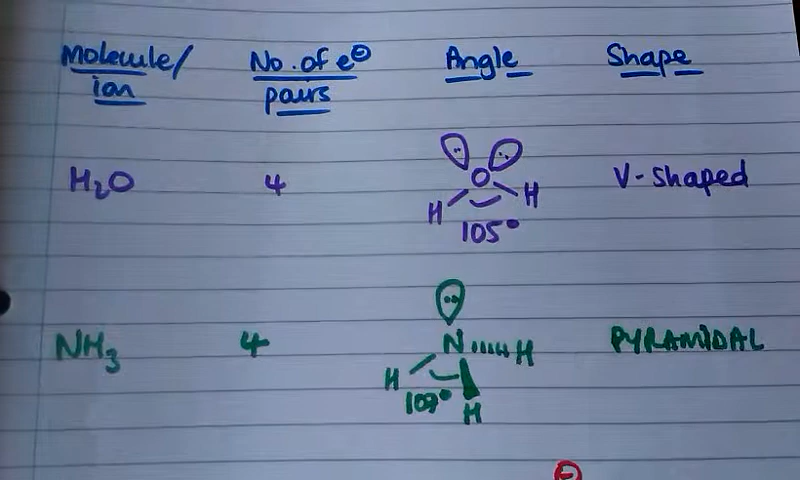 Molecule/ No. of e⊖ Angle Shape
ion pairs
H₂O 4 O V-shaped
H H
105°
NH₃ 4 N H PYRAMIDAL
H
107° H
⊖